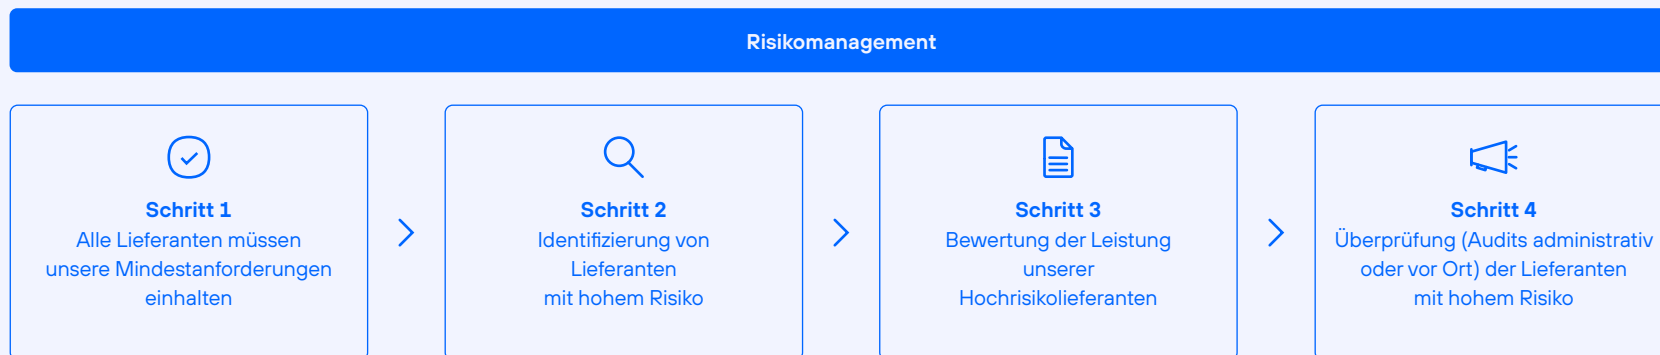 Risikomanagement
Schritt 1
Alle Lieferanten müssen
unsere Mindestanforderungen
einhalten
Schritt 2
Identifizierung von
Lieferanten
mit hohem Risiko
Schritt 3
Bewertung der Leistung
unserer
Hochrisikolieferanten
Schritt 4
Überprüfung (Audits administrativ
oder vor Ort) der Lieferanten
mit hohem Risiko